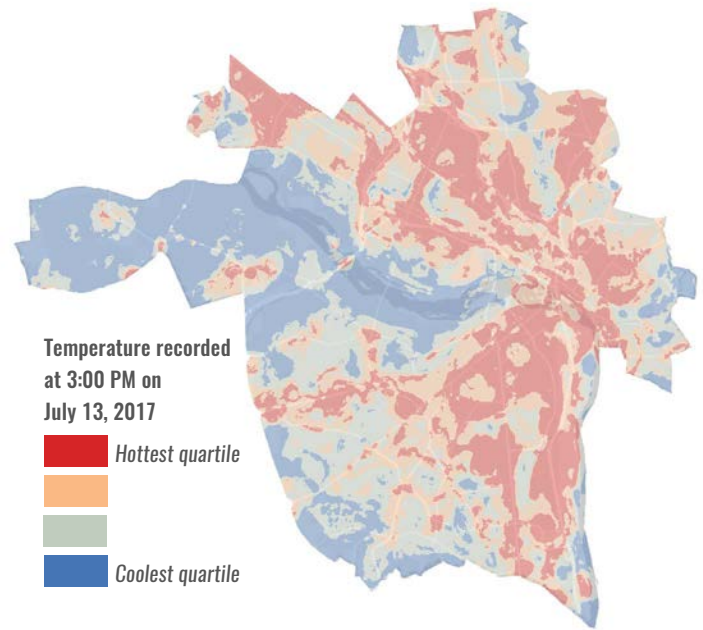 Temperature recorded
at 3:00 PM on
July 13, 2017
Hottest quartile
Coolest quartile